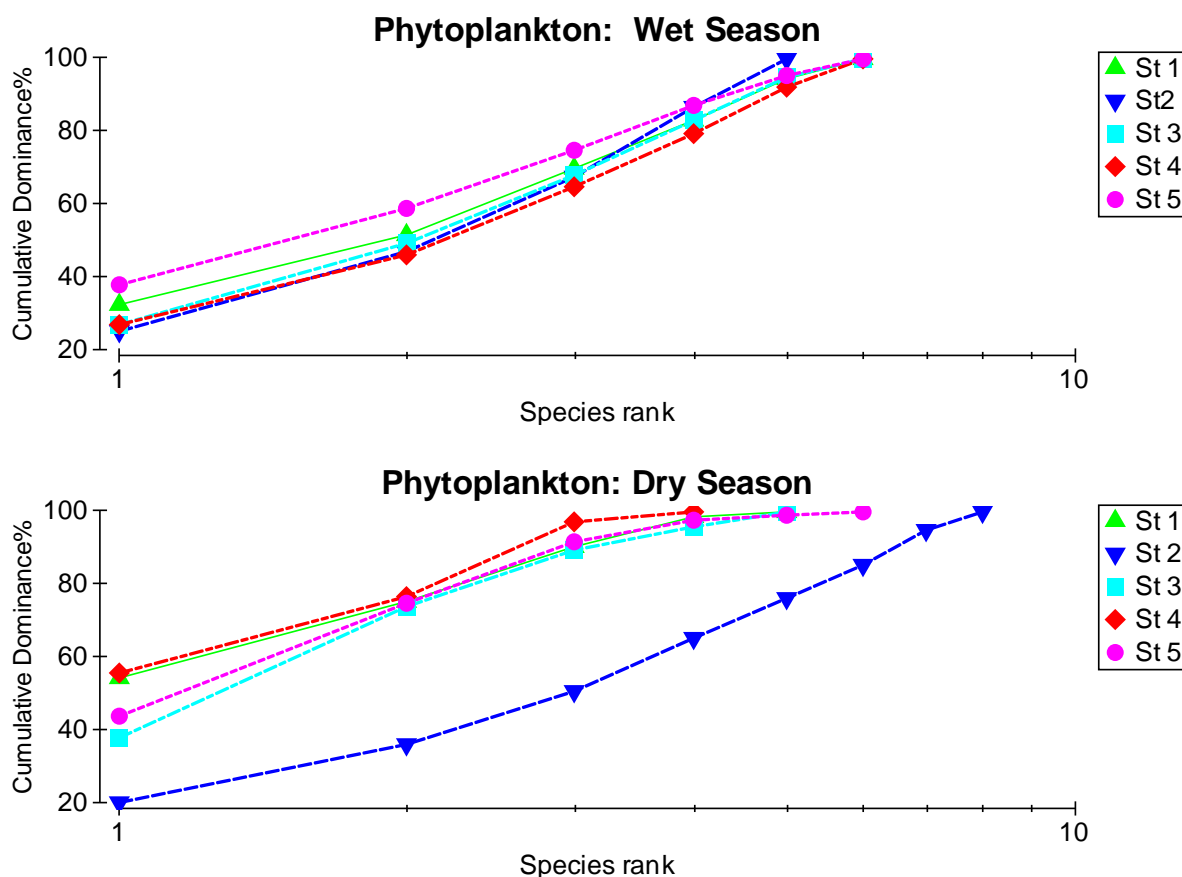 Phytoplankton:  Wet Season
100
80
60
40
20
Cumulative Dominance%
1
10
Species rank
St 1
St2
St 3
St 4
St 5
Phytoplankton: Dry Season
100
80
60
40
20
Cumulative Dominance%
1
10
Species rank
St 1
St 2
St 3
St 4
St 5